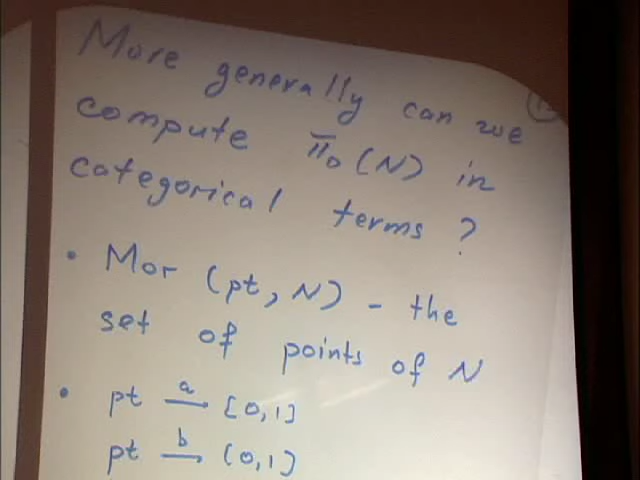 More generally can we
compute π₀(N) in
categorical terms?
• Mor (pt, N) - the
set of points of N
• pt —a→ [0,1]
pt —b→ [0,1]